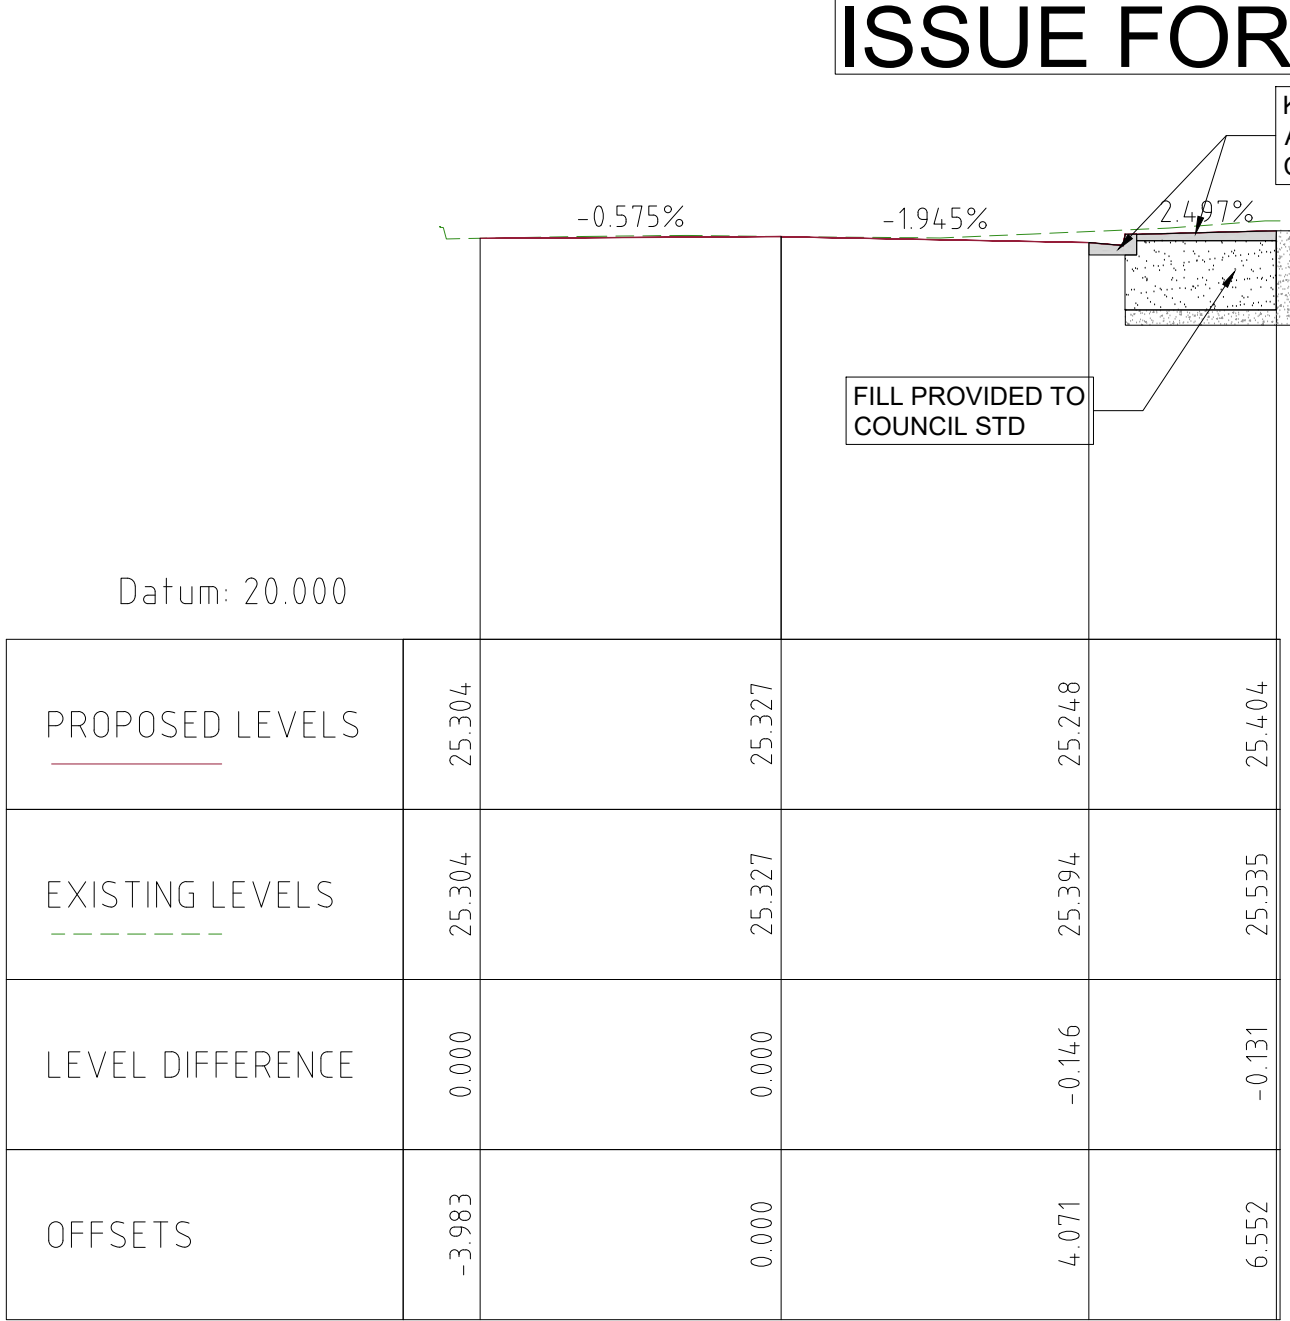 ISSUE FOR
-0.575%
-1.945%
2.497%
FILL PROVIDED TO
COUNCIL STD
Datum: 20.000
PROPOSED LEVELS
25.304
25.327
25.248
25.404
EXISTING LEVELS
25.304
25.327
25.394
25.535
LEVEL DIFFERENCE
0.000
0.000
-0.146
-0.131
OFFSETS
-3.983
0.000
4.071
6.552